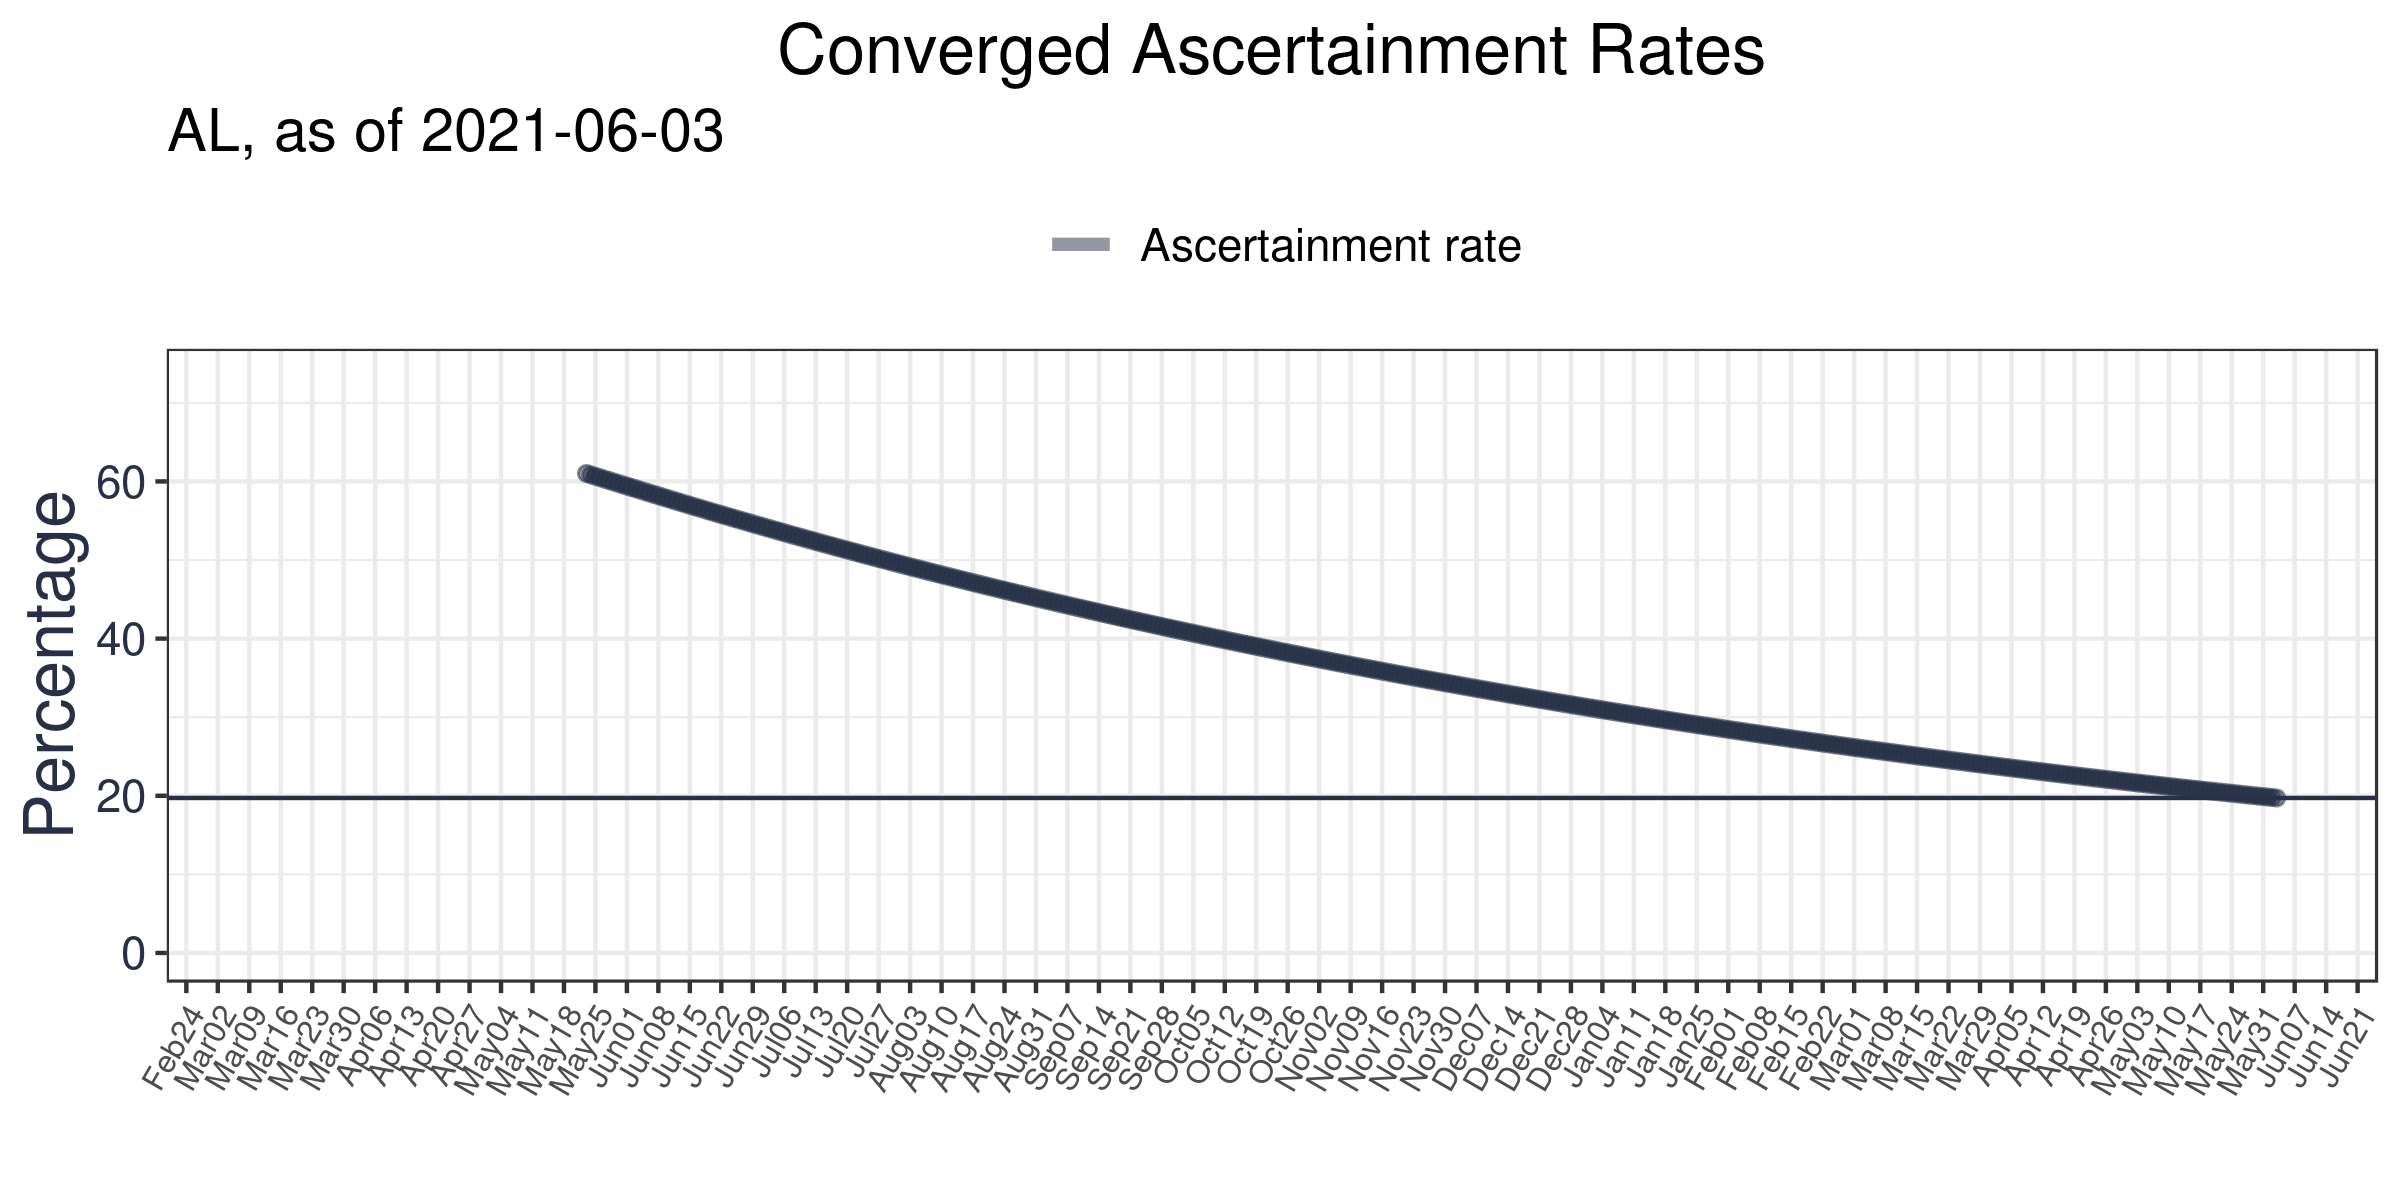 Converged Ascertainment Rates
AL, as of 2021-06-03
Ascertainment rate
Percentage
60
40
20
0
Feb24
Mar02
Mar09
Mar16
Mar23
Mar30
Apr06
Apr13
Apr20
Apr27
May04
May11
May18
May25
Jun01
Jun08
Jun15
Jun22
Jun29
Jul06
Jul13
Jul20
Jul27
Aug03
Aug10
Aug17
Aug24
Aug31
Sep07
Sep14
Sep21
Sep28
Oct05
Oct12
Oct19
Oct26
Nov02
Nov09
Nov16
Nov23
Nov30
Dec07
Dec14
Dec21
Dec28
Jan04
Jan11
Jan18
Jan25
Feb01
Feb08
Feb15
Feb22
Mar01
Mar08
Mar15
Mar22
Mar29
Apr05
Apr12
Apr19
Apr26
May03
May10
May17
May24
May31
Jun07
Jun14
Jun21